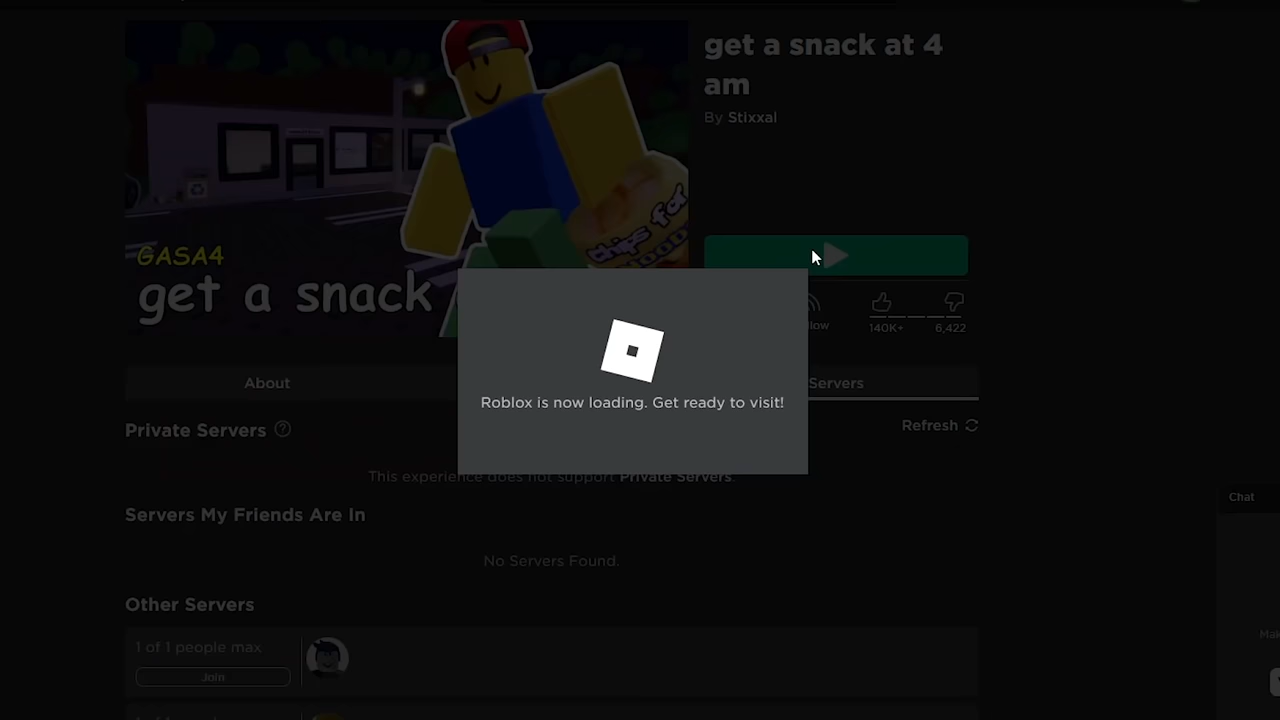 get a snack at 4
am
By Stixxal
GASA4
get a snack
chips for
140K+
6,422
About
Servers
Roblox is now loading. Get ready to visit!
Private Servers
Refresh
This experience does not support Private Servers.
Servers My Friends Are In
No Servers Found.
Other Servers
1 of 1 people max
Join
Chat